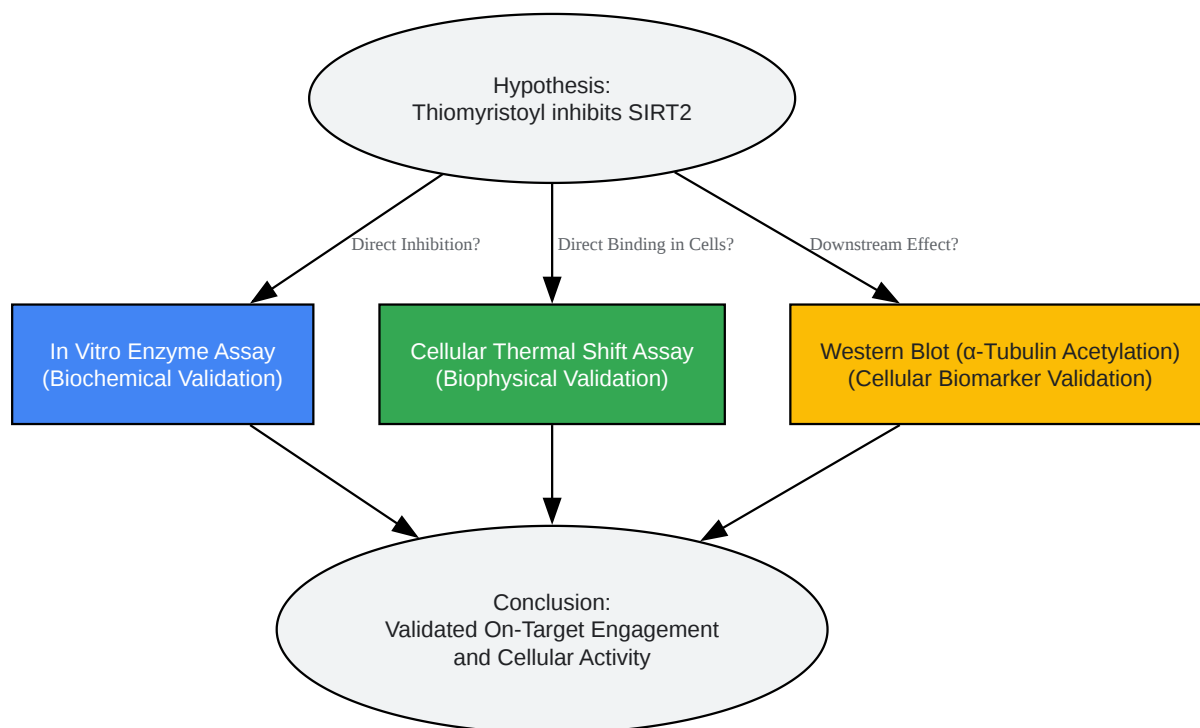 Hypothesis:
Thiomyristoyl inhibits SIRT2
Direct Inhibition?
Direct Binding in Cells?
Downstream Effect?
In Vitro Enzyme Assay
(Biochemical Validation)
Cellular Thermal Shift Assay
(Biophysical Validation)
Western Blot (α-Tubulin Acetylation)
(Cellular Biomarker Validation)
Conclusion:
Validated On-Target Engagement
and Cellular Activity